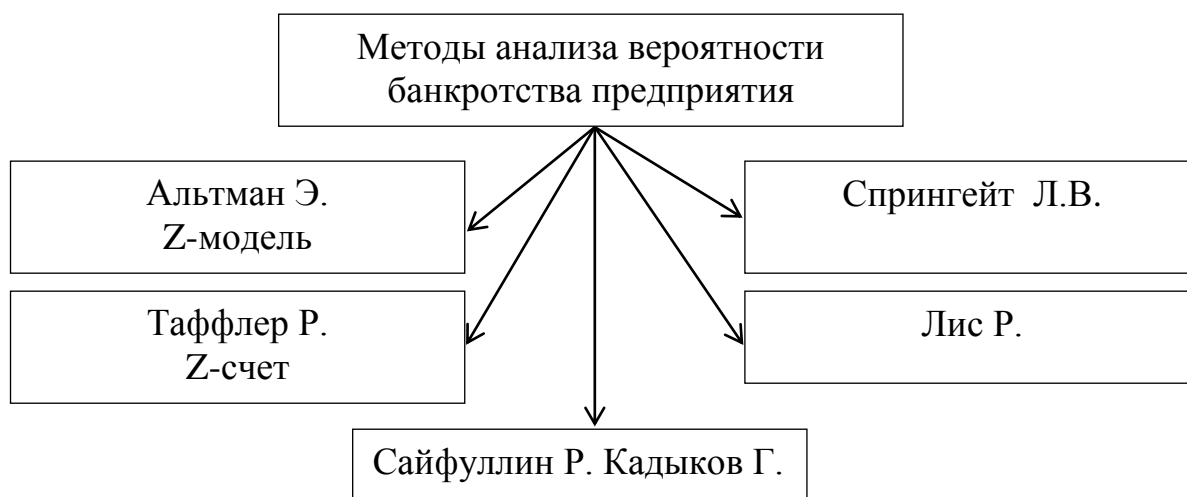 Методы анализа вероятности
банкротства предприятия
Альтман Э.
Z-модель
Спрингейт Л.В.
Таффлер Р.
Z-счет
Лис Р.
Сайфуллин Р. Кадыков Г.